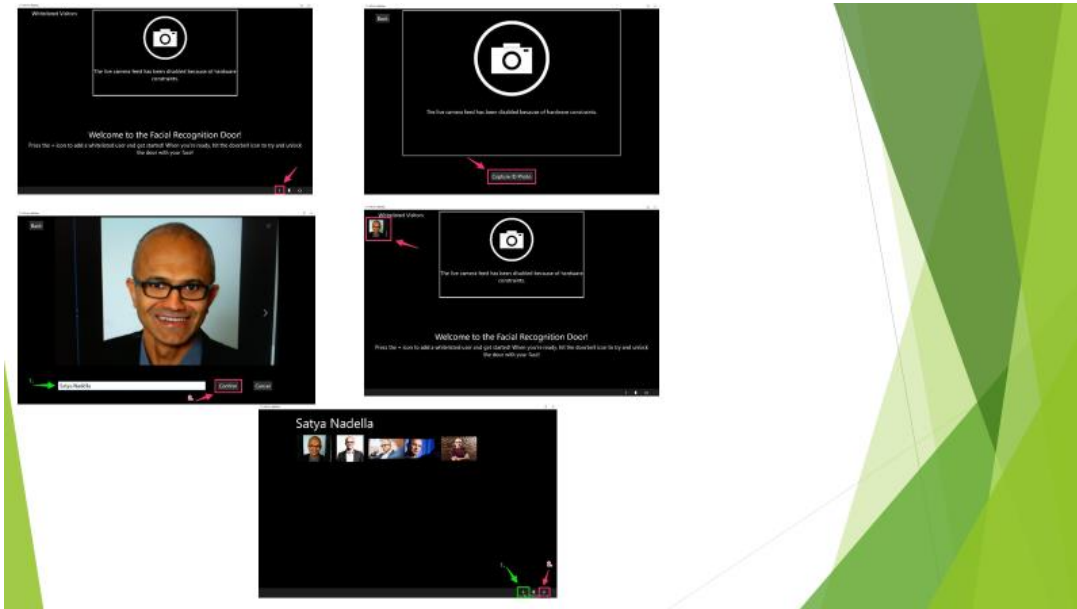 Whitelisted Visitors
The live camera feed has been disabled because of hardware
constraints.
Welcome to the Facial Recognition Door!
Press the + icon to add a whitelisted user and get started! When you're ready, hit the doorbell icon to try and unlock
the door with your face!
Back
The live camera feed has been disabled because of hardware constraints.
Capture ID Photo
Back
Satya Nadella
Confirm
Cancel
Whitelisted Visitors
The live camera feed has been disabled because of hardware
constraints.
Welcome to the Facial Recognition Door!
Press the + icon to add a whitelisted user and get started! When you're ready, hit the doorbell icon to try and unlock
the door with your face!
Satya Nadella